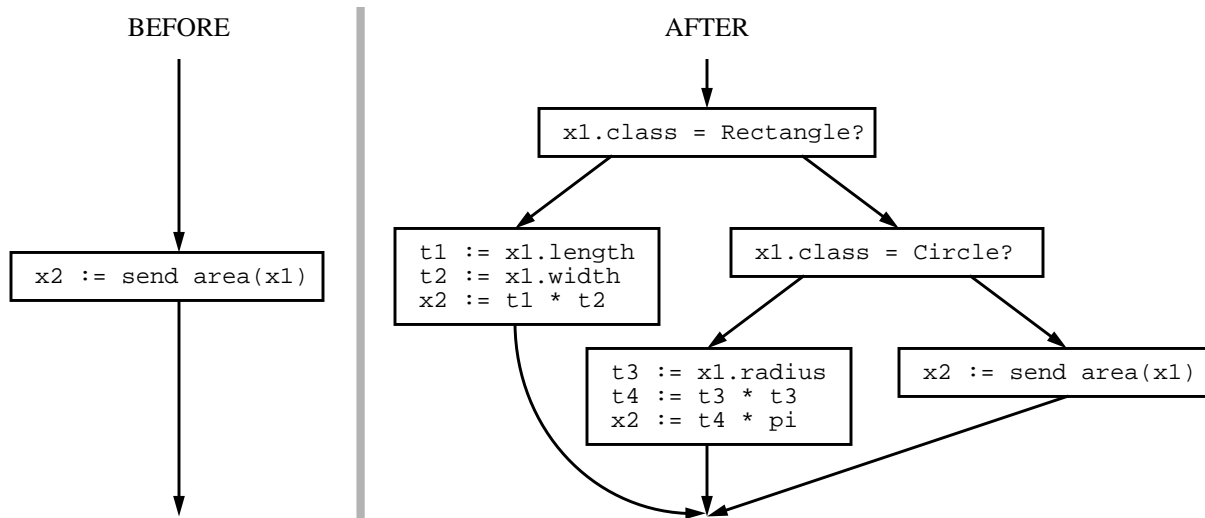 BEFORE
AFTER
x1.class = Rectangle?
x2 := send area(x1)
t1 := x1.length
t2 := x1.width
x2 := t1 * t2
x1.class = Circle?
t3 := x1.radius
t4 := t3 * t3
x2 := t4 * pi
x2 := send area(x1)